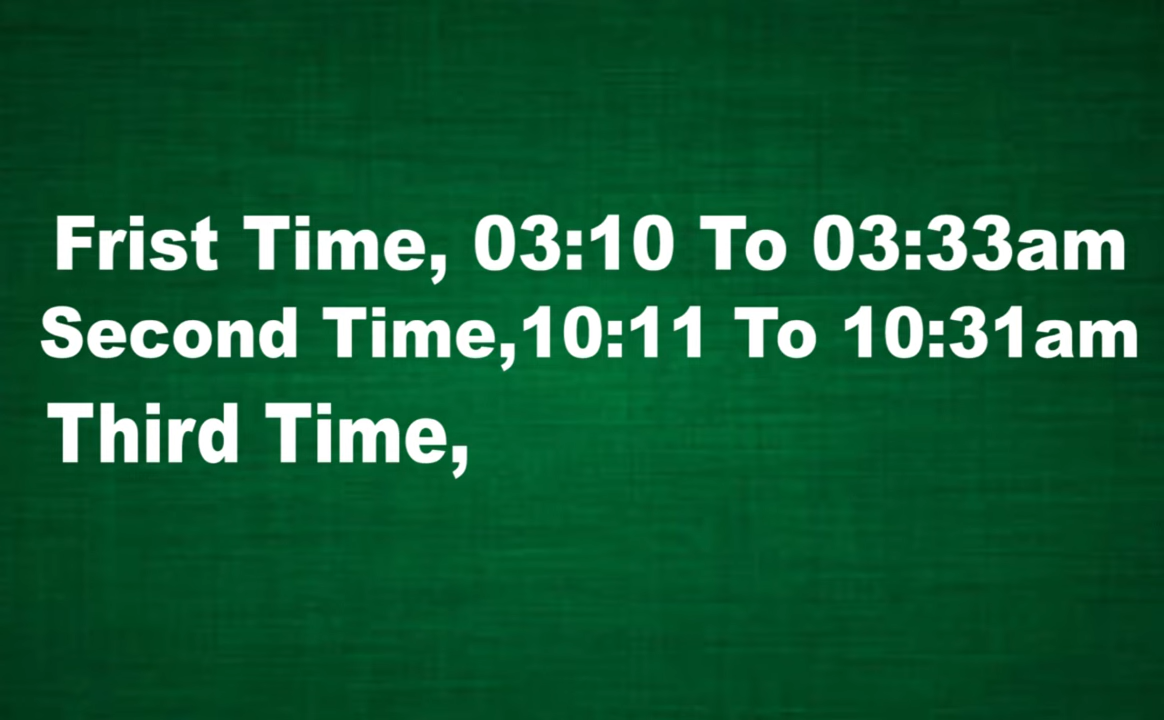 Frist Time, 03:10 To 03:33am
Second Time,10:11 To 10:31am
Third Time,